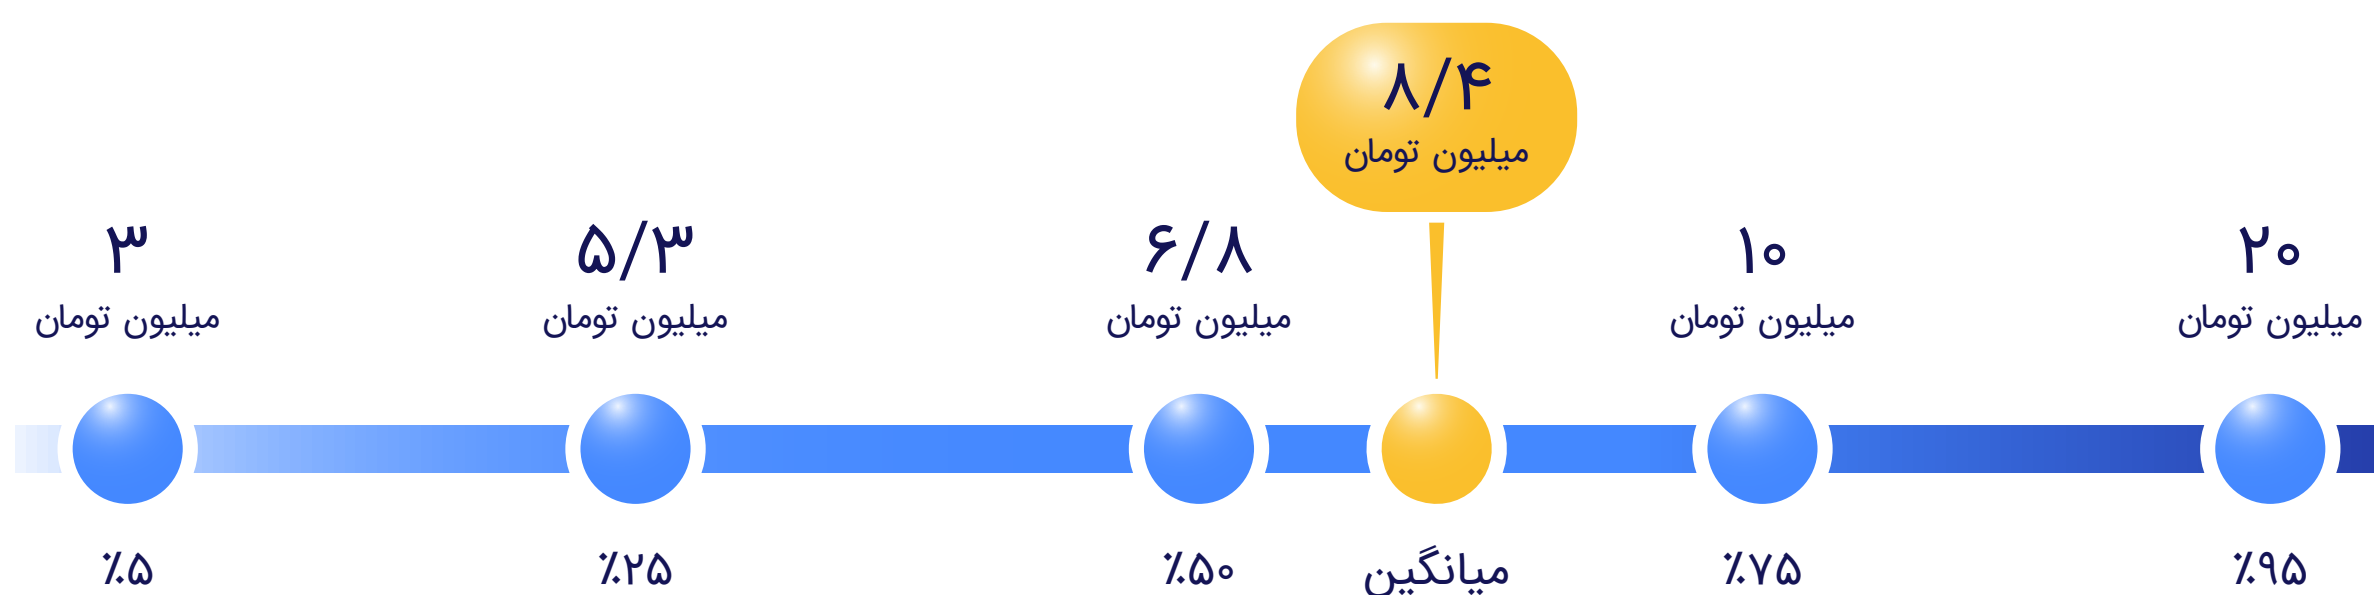 ۸/۴
میلیون تومان
۳
میلیون تومان
۵/۳
میلیون تومان
۶/۸
میلیون تومان
۱۰
میلیون تومان
۲۰
میلیون تومان
٪۵
٪۲۵
٪۵۰
میانگین
٪۷۵
٪۹۵